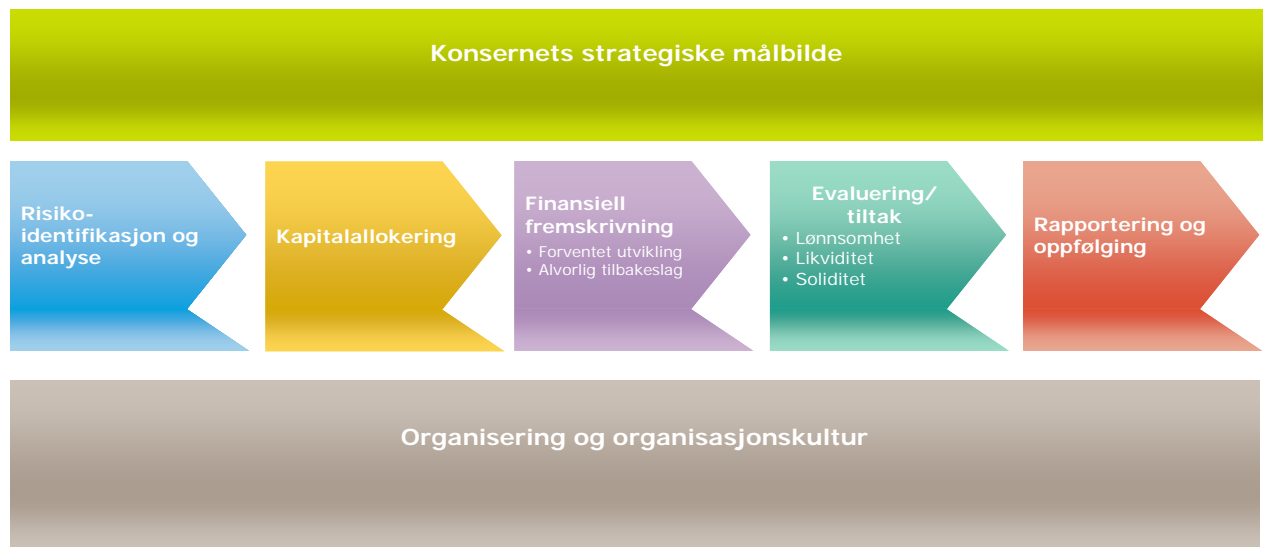 Konsernets strategiske målbilde
Risiko-
identifikasjon og
analyse
Kapitalallokering
Finansiell
fremskrivning
• Forventet utvikling
• Alvorlig tilbakeslag
Evaluering/
tiltak
• Lønnsomhet
• Likviditet
• Soliditet
Rapportering og
oppfølging
Organisering og organisasjonskultur